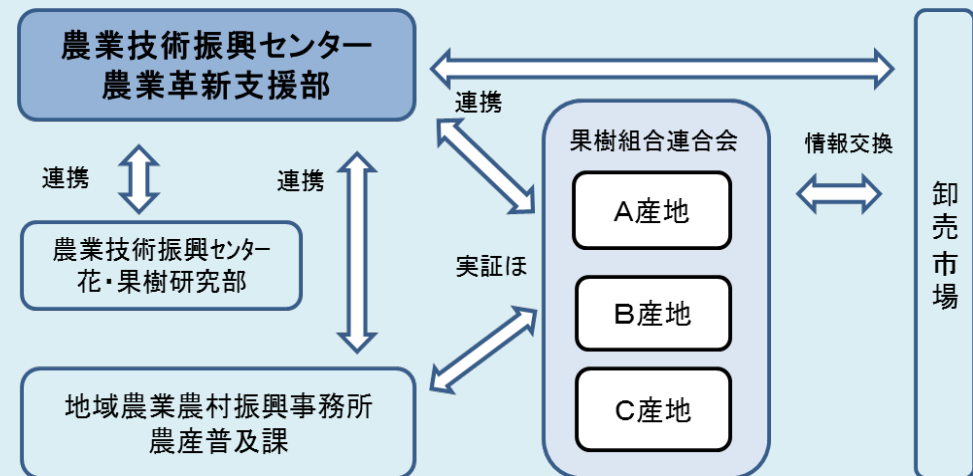 農業技術振興センター
農業革新支援部
連携
果樹組合連合会
情報交換
連携
連携
A産地
卸売市場
農業技術振興ｾﾝﾀｰ
花・果樹研究部
実証ほ
B産地
地域農業農村振興事務所
農産普及課
C産地